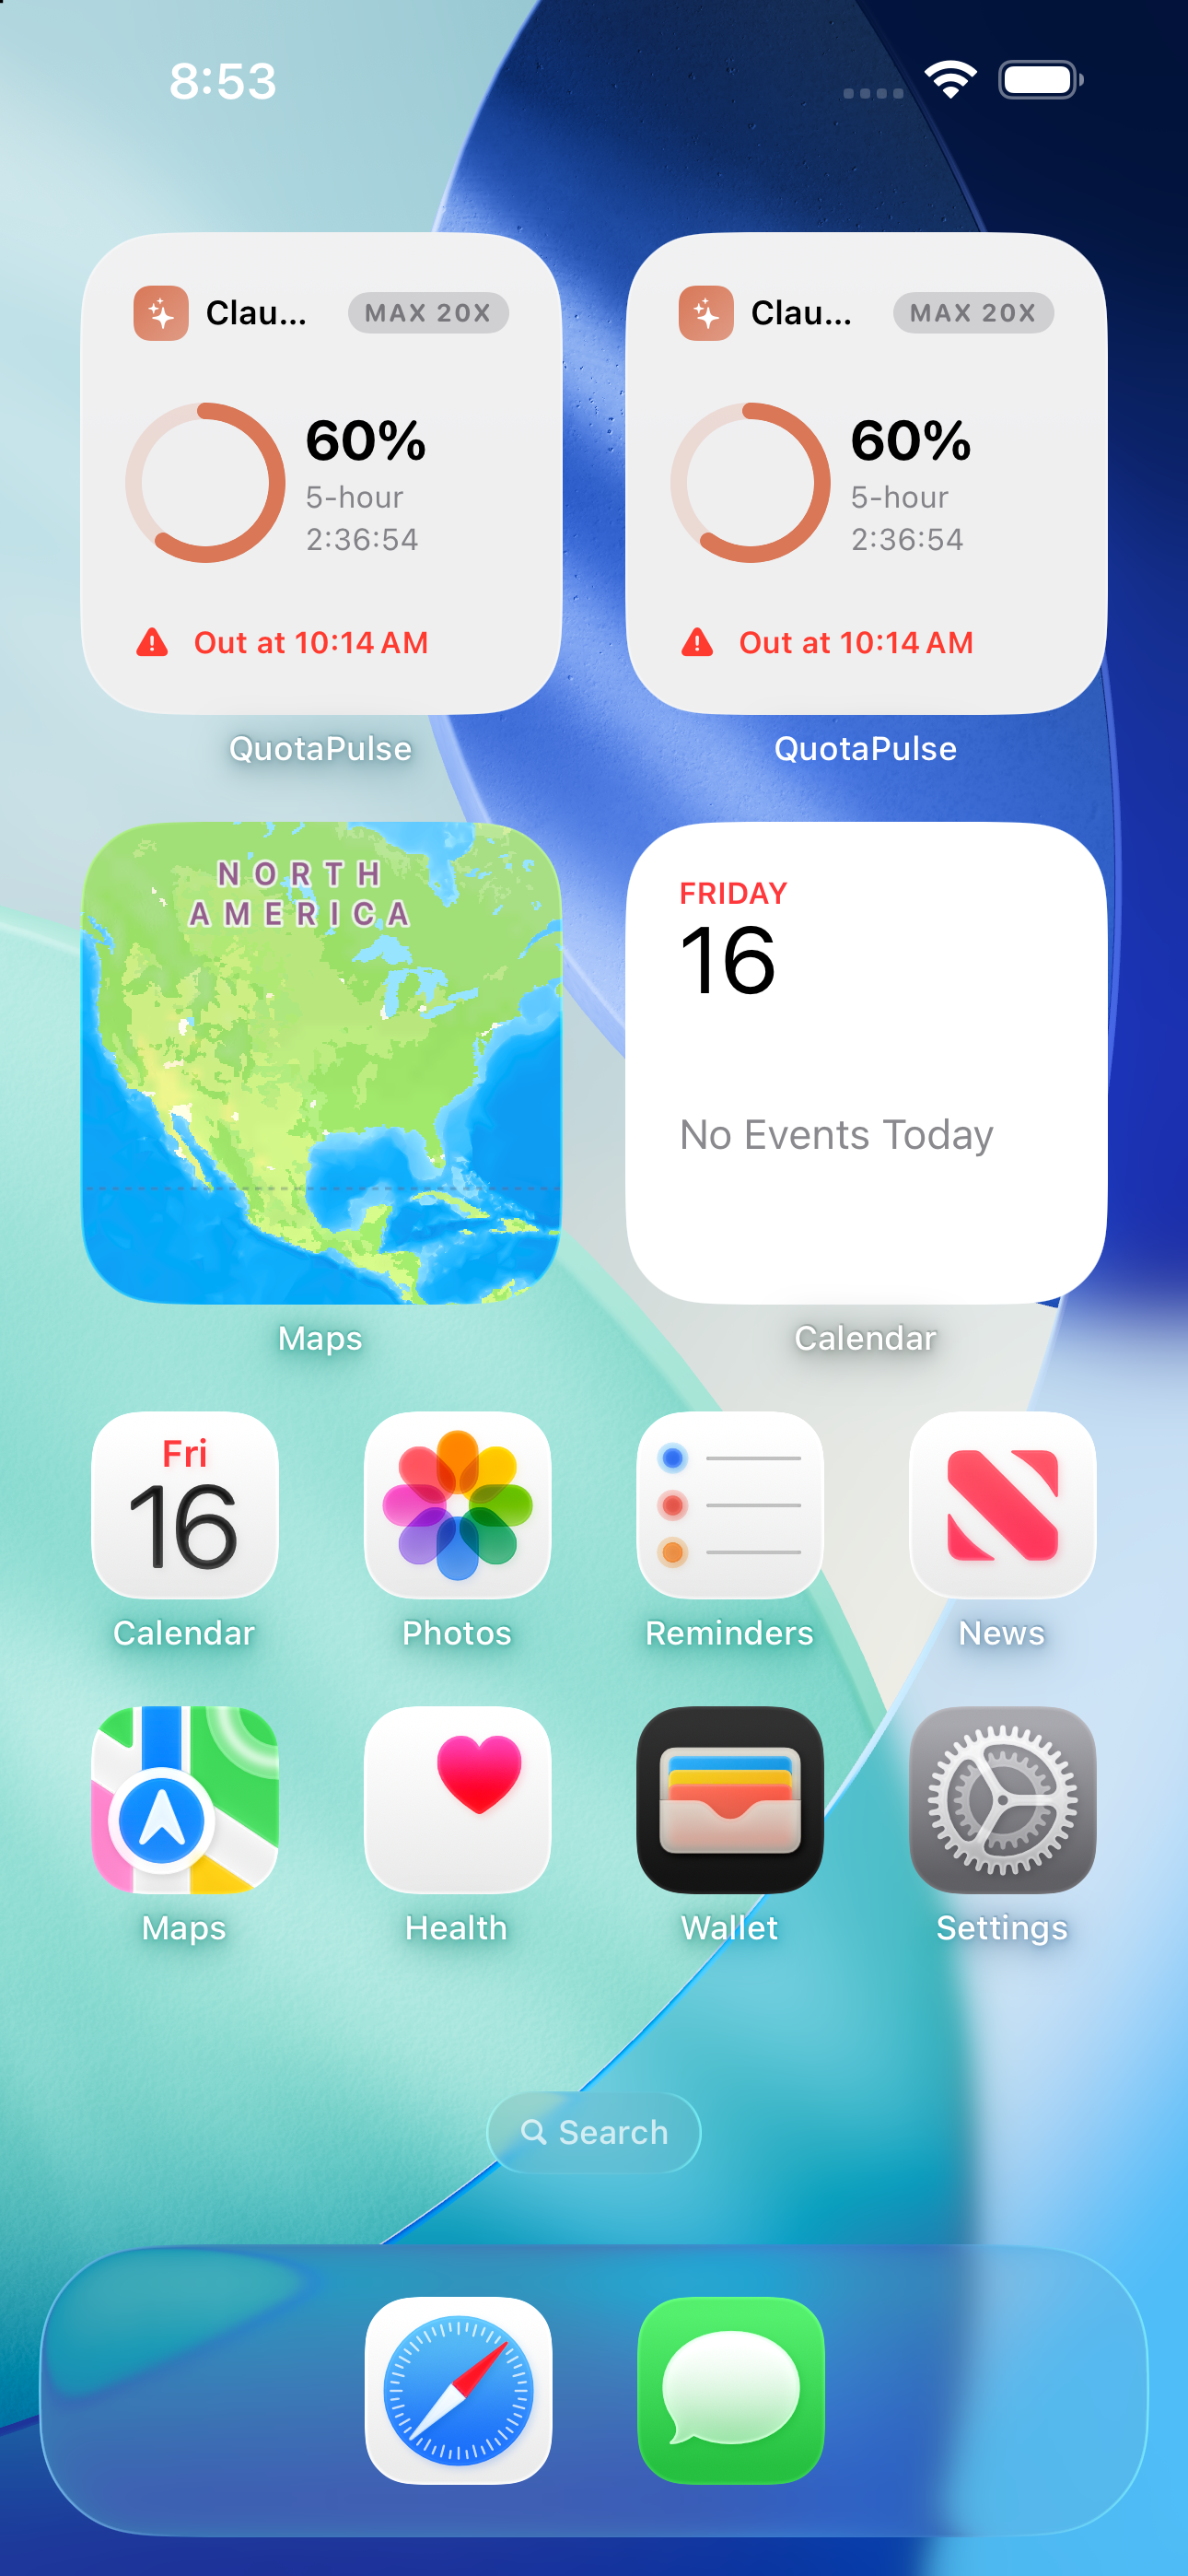 8:53
Clau... MAX 20X
60%
5-hour
2:36:54
Out at 10:14 AM
QuotaPulse
Clau... MAX 20X
60%
5-hour
2:36:54
Out at 10:14 AM
QuotaPulse
NORTH
AMERICA
Maps
FRIDAY
16
No Events Today
Calendar
Fri
16
Calendar
Photos
Reminders
News
Maps
Health
Wallet
Settings
Search